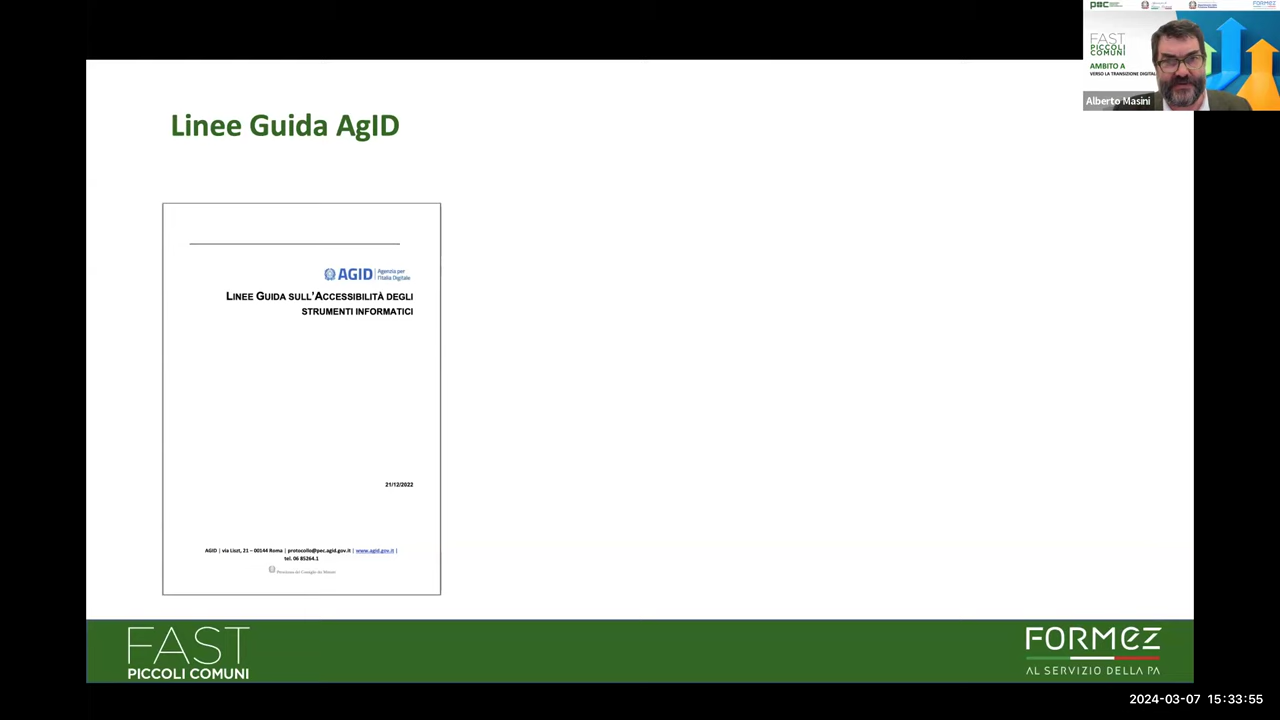 FORMEZ
FAST
PICCOLI
COMUNI
AMBITO A
VERSO LA TRANSIZIONE DIGITAL
Alberto Masini
Linee Guida AgID
AGID Agenzia per
l'Italia Digitale
LINEE GUIDA SULL'ACCESSIBILITÀ DEGLI
STRUMENTI INFORMATICI
21/12/2022
AGID | via Liszt, 21 – 00144 Roma | protocollo@pec.agid.gov.it | www.agid.gov.it |
tel. 06 85264.1
FAST
PICCOLI COMUNI
FORMEZ
AL SERVIZIO DELLA PA
2024-03-07 15:33:55